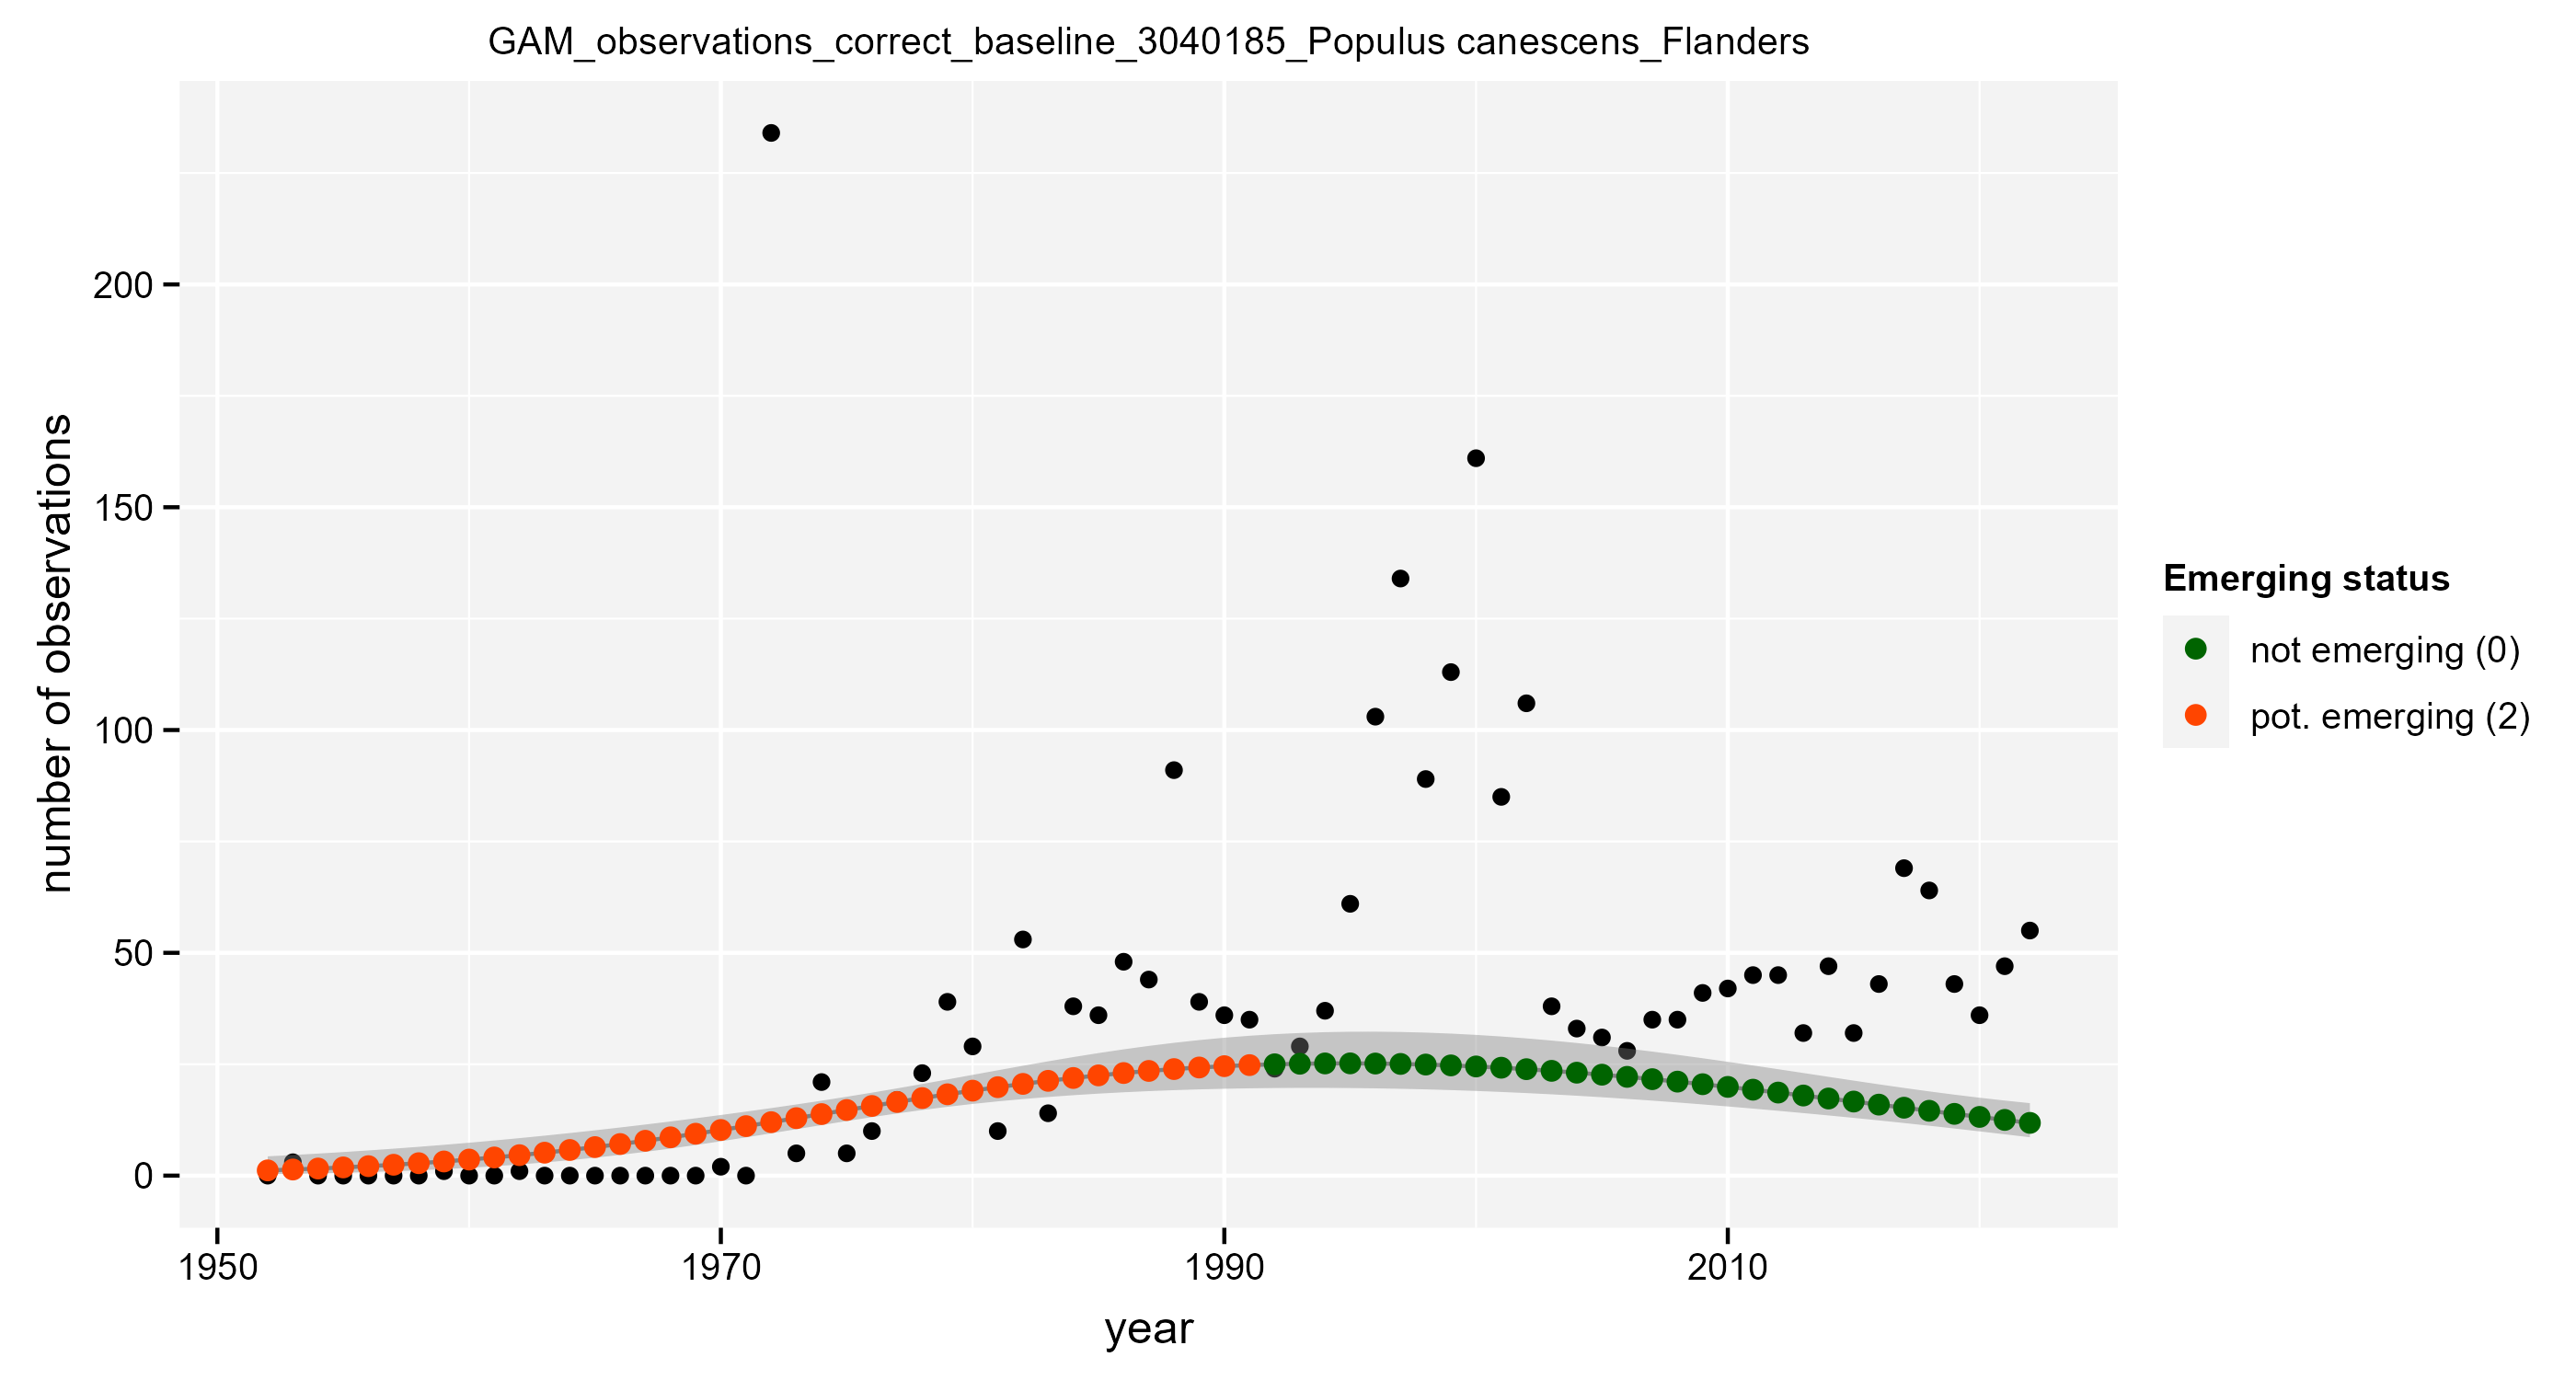 GAM_observations_correct_baseline_3040185_Populus canescens_Flanders
number of observations
200
150
100
50
0
1950 1970 1990 2010
year
Emerging status
not emerging (0)
pot. emerging (2)